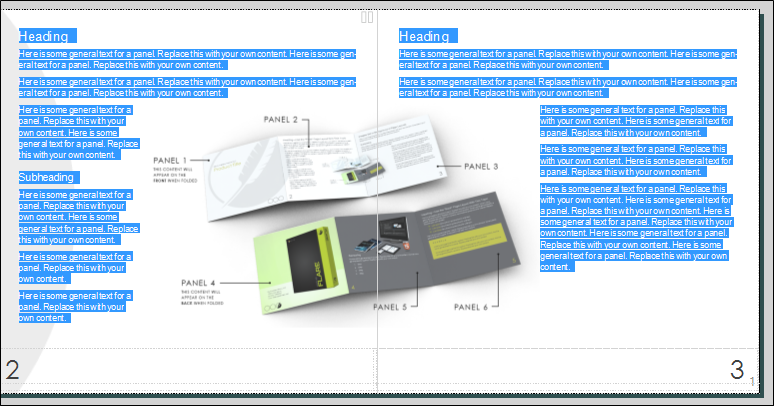 Heading
Here is some general text for a panel. Replace this with your own content. Here is some gen-
eral text for a panel. Replace this with your own content.
Here is some general text for a panel. Replace this with your own content. Here is some gen-
eral text for a panel. Replace this with your own content.
Here is some general text for a
panel. Replace this with your
own content. Here is some
general text for a panel. Replace
this with your own content.
Subheading
Here is some general text for a
panel. Replace this with your
own content. Here is some
general text for a panel. Replace
this with your own content.
Here is some general text for a
panel. Replace this with your
own content.
Here is some general text for a
panel. Replace this with your
own content.
PANEL 1
THIS CONTENT WILL
APPEAR ON THE
FRONT WHEN FOLDED
PANEL 2
PANEL 4
THIS CONTENT WILL
APPEAR ON THE
BACK WHEN FOLDED
FLARE
2
Heading
Here is some general text for a panel. Replace this with your own content. Here is some gen-
eral text for a panel. Replace this with your own content.
Here is some general text for a panel. Replace this with your own content. Here is some gen-
eral text for a panel. Replace this with your own content.
PANEL 3
PANEL 5
PANEL 6
Here is some general text for a panel. Replace this
with your own content. Here is some general text for
a panel. Replace this with your own content.
Here is some general text for a panel. Replace this
with your own content. Here is some general text for
a panel. Replace this with your own content.
Here is some general text for a panel. Replace this
with your own content. Here is some general text for
a panel. Replace this with your own content. Here is
some general text for a panel. Replace this with your
own content. Here is some general text for a panel.
Replace this with your own content. Here is some
general text for a panel. Replace this with your own
content.
3
1